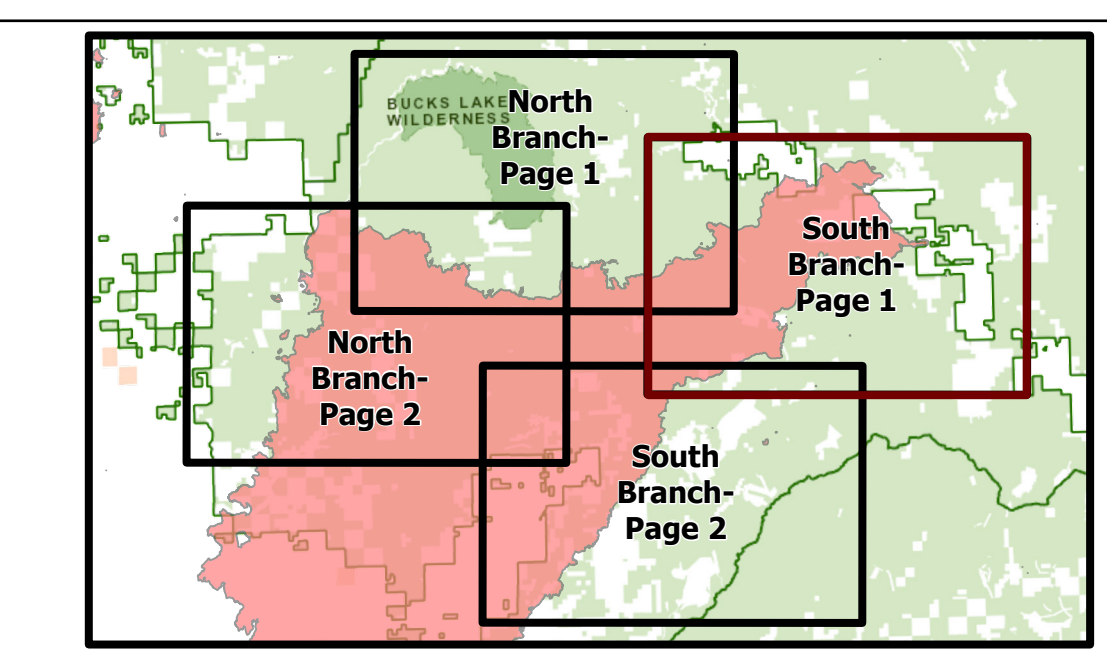 BUCKS LAKE
WILDERNESS
North
Branch-
Page 1
South
Branch-
Page 1
North
Branch-
Page 2
South
Branch-
Page 2